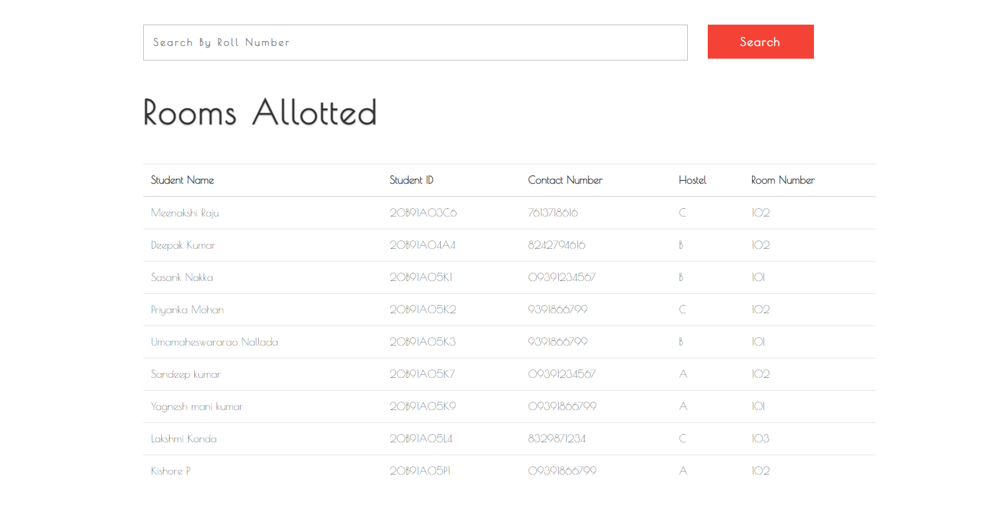 Search By Roll Number Search
Rooms Allotted
Student Name Student ID Contact Number Hostel Room Number
Meenakshi Raju 20B91A03C6 7613718616 C 102
Deepak Kumar 20B91A04A4 8242794616 B 102
Sasank Nakka 20B91A05K1 09391234567 B 101
Priyanka Mohan 20B91A05K2 9391866799 C 102
Umamaheswararao Nallada 20B91A05K3 9391866799 B 101
Sandeep kumar 20B91A05K7 09391234567 A 102
Yagnesh mani kumar 20B91A05K9 09391866799 A 101
Lakshmi Konda 20B91A05L4 8329871234 C 103
Kishore P 20B91A05P1 09391866799 A 102